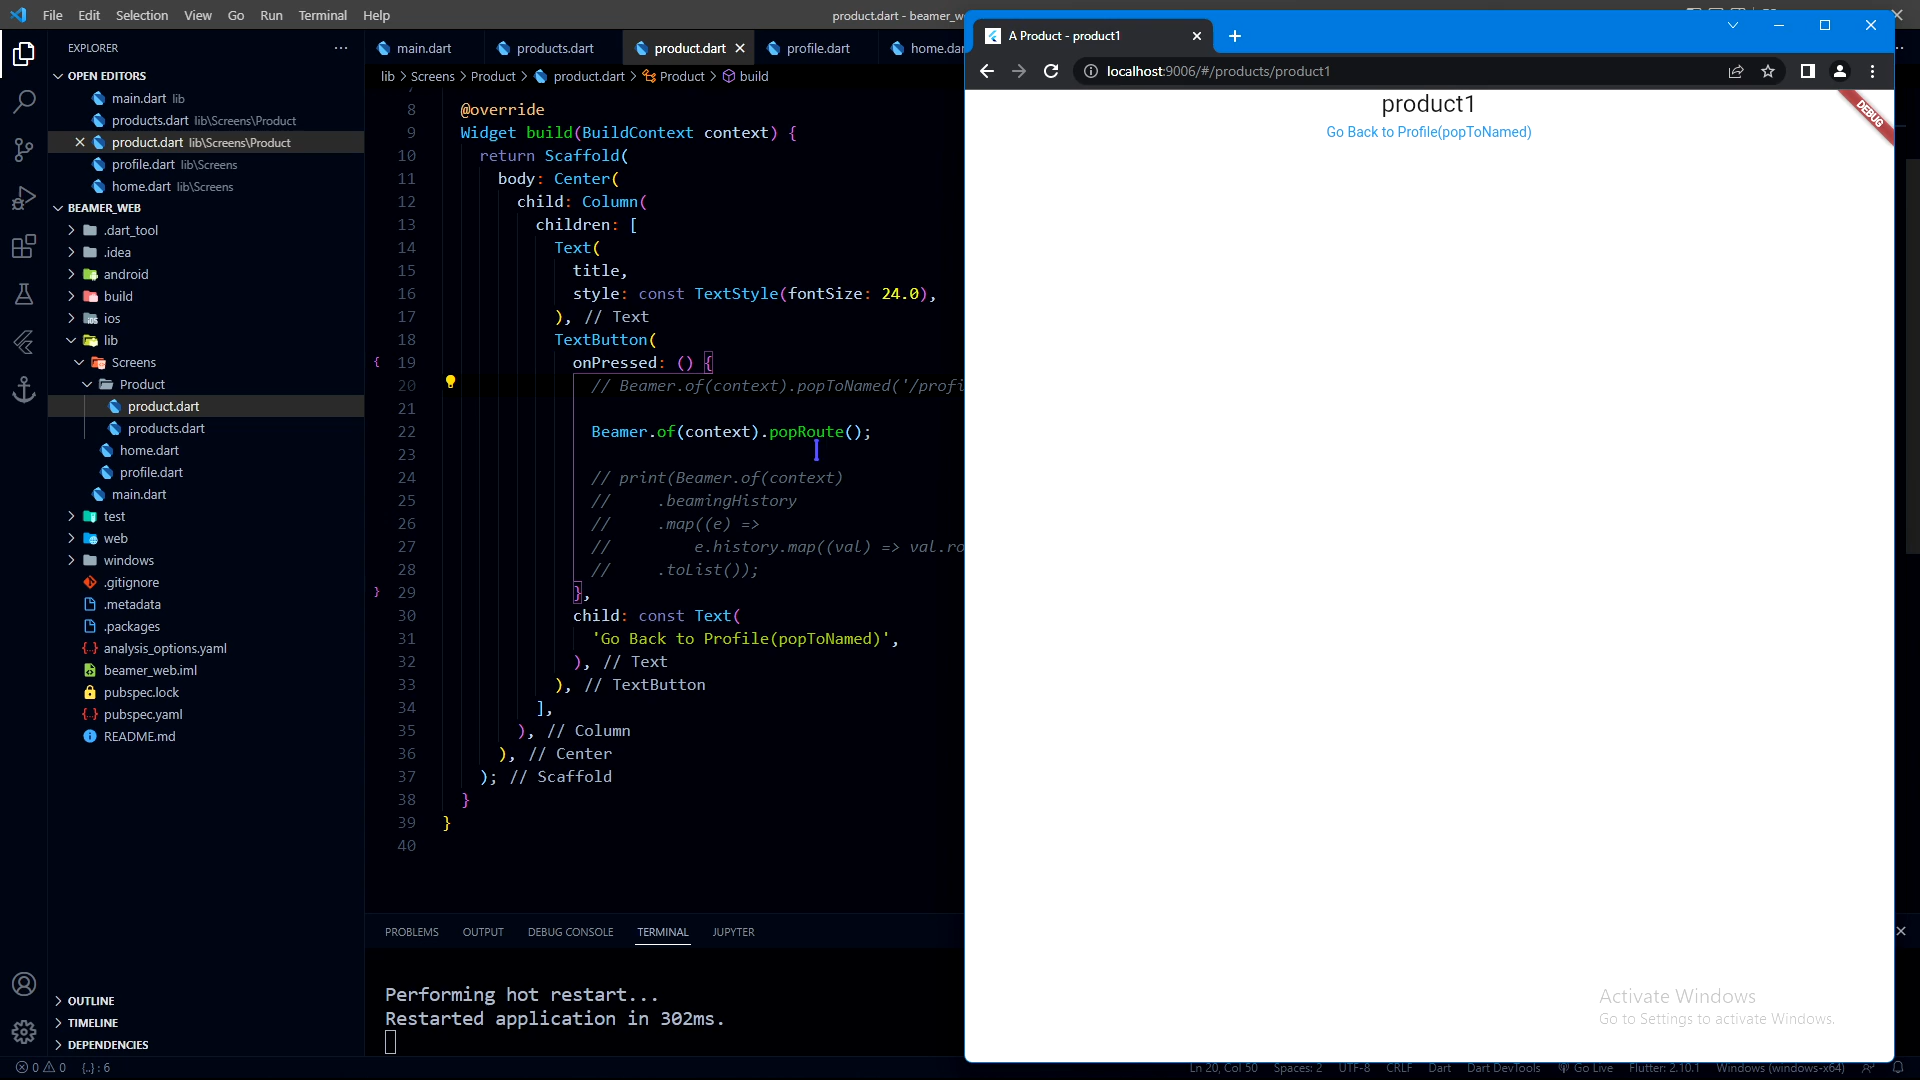 File Edit Selection View Go Run Terminal Help
product.dart - beamer_w
EXPLORER
OPEN EDITORS
main.dart lib
products.dart lib\Screens\Product
product.dart lib\Screens\Product
profile.dart lib\Screens
home.dart lib\Screens
BEAMER_WEB
.dart_tool
.idea
android
build
ios
lib
Screens
Product
product.dart
products.dart
home.dart
profile.dart
main.dart
test
web
windows
.gitignore
.metadata
.packages
analysis_options.yaml
beamer_web.iml
pubspec.lock
pubspec.yaml
README.md
OUTLINE
TIMELINE
DEPENDENCIES
main.dart products.dart product.dart profile.dart home.dar
lib > Screens > Product > product.dart > Product > build
8 @override
9 Widget build(BuildContext context) {
10 return Scaffold(
11 body: Center(
12 child: Column(
13 children: [
14 Text(
15 title,
16 style: const TextStyle(fontSize: 24.0),
17 ), // Text
18 TextButton(
19 onPressed: () {
20 // Beamer.of(context).popToNamed('/profi
21
22 Beamer.of(context).popRoute();
23
24 // print(Beamer.of(context)
25 // .beamingHistory
26 // .map((e) =>
27 // e.history.map((val) => val.ro
28 // .toList());
29 },
30 child: const Text(
31 'Go Back to Profile(popToNamed)',
32 ), // Text
33 ), // TextButton
34 ],
35 ), // Column
36 ), // Center
37 ); // Scaffold
38 }
39 }
40
PROBLEMS OUTPUT DEBUG CONSOLE TERMINAL JUPYTER
Performing hot restart...
Restarted application in 302ms.
A Product - product1
localhost:9006/#/products/product1
product1
Go Back to Profile(popToNamed)
DEBUG
Activate Windows
Go to Settings to activate Windows.
0 0 {..} : 6
Ln 20, Col 50 Spaces: 2 UTF-8 CRLF Dart Dart DevTools Go Live Flutter: 2.10.1 Windows (windows-x64)